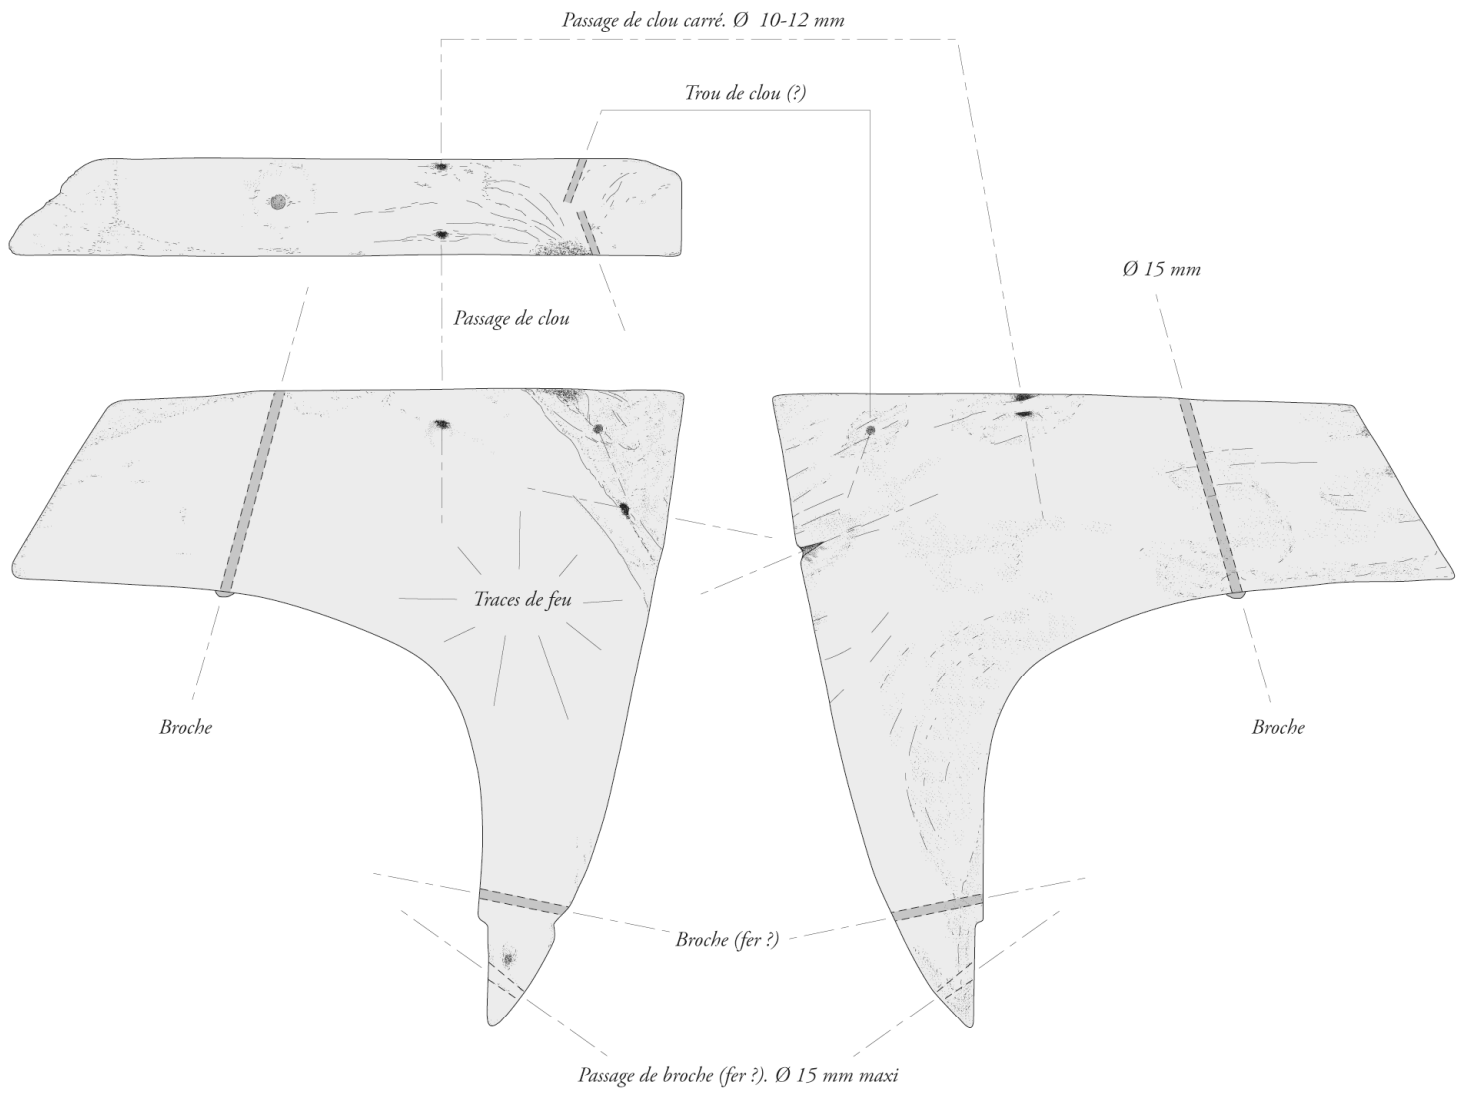 Passage de clou carré. Ø 10-12 mm
Trou de clou (?)
Ø 15 mm
Passage de clou
Traces de feu
Broche
Broche
Broche (fer ?)
Passage de broche (fer ?). Ø 15 mm maxi